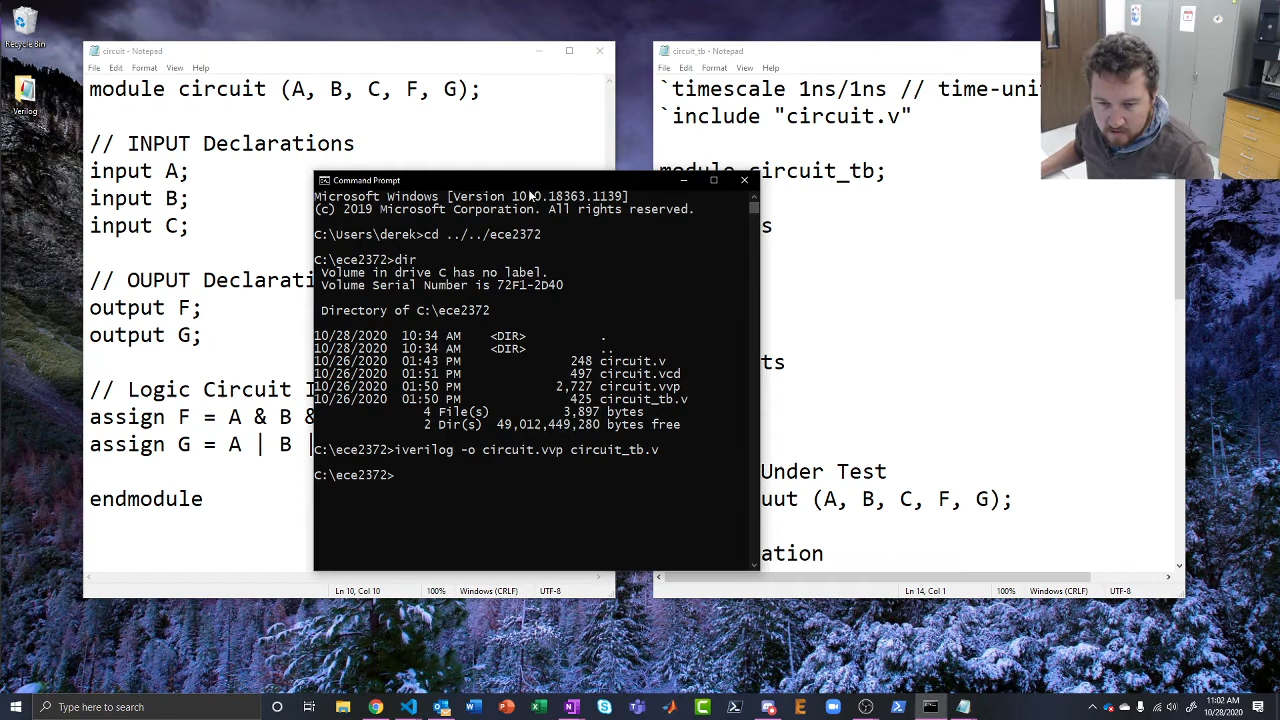 Recycle Bin
Verilog
circuit - Notepad
File Edit Format View Help
module circuit (A, B, C, F, G);
// INPUT Declarations
input A;
input B;
input C;
// OUPUT Declarati
output F;
output G;
// Logic Circuit I
assign F = A & B &
assign G = A | B |
endmodule
Ln 10, Col 10 100% Windows (CRLF) UTF-8
circuit_tb - Notepad
File Edit Format View Help
`timescale 1ns/1ns // time-unit
`include "circuit.v"
module circuit_tb;
s
ts
Under Test
uut (A, B, C, F, G);
ation
Ln 14, Col 1 100% Windows (CRLF) UTF-8
Command Prompt
Microsoft Windows [Version 10.0.18363.1139]
(c) 2019 Microsoft Corporation. All rights reserved.
C:\Users\derek>cd ../../ece2372
C:\ece2372>dir
Volume in drive C has no label.
Volume Serial Number is 72F1-2D40
Directory of C:\ece2372
10/28/2020 10:34 AM <DIR> .
10/28/2020 10:34 AM <DIR> ..
10/26/2020 01:43 PM 248 circuit.v
10/26/2020 01:51 PM 497 circuit.vcd
10/26/2020 01:50 PM 2,727 circuit.vvp
10/26/2020 01:50 PM 425 circuit_tb.v
4 File(s) 3,897 bytes
2 Dir(s) 49,012,449,280 bytes free
C:\ece2372>iverilog -o circuit.vvp circuit_tb.v
C:\ece2372>
Type here to search
11:02 AM
10/28/2020